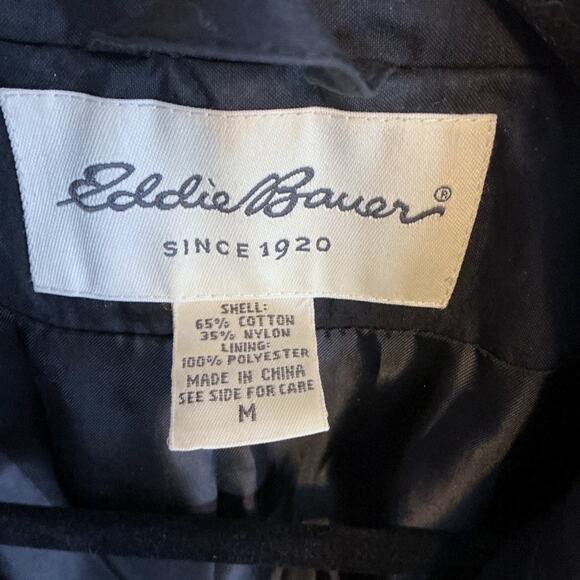 Eddie Bauer®
SINCE 1920
SHELL:
65% COTTON
35% NYLON
LINING:
100% POLYESTER
MADE IN CHINA
SEE SIDE FOR CARE
M